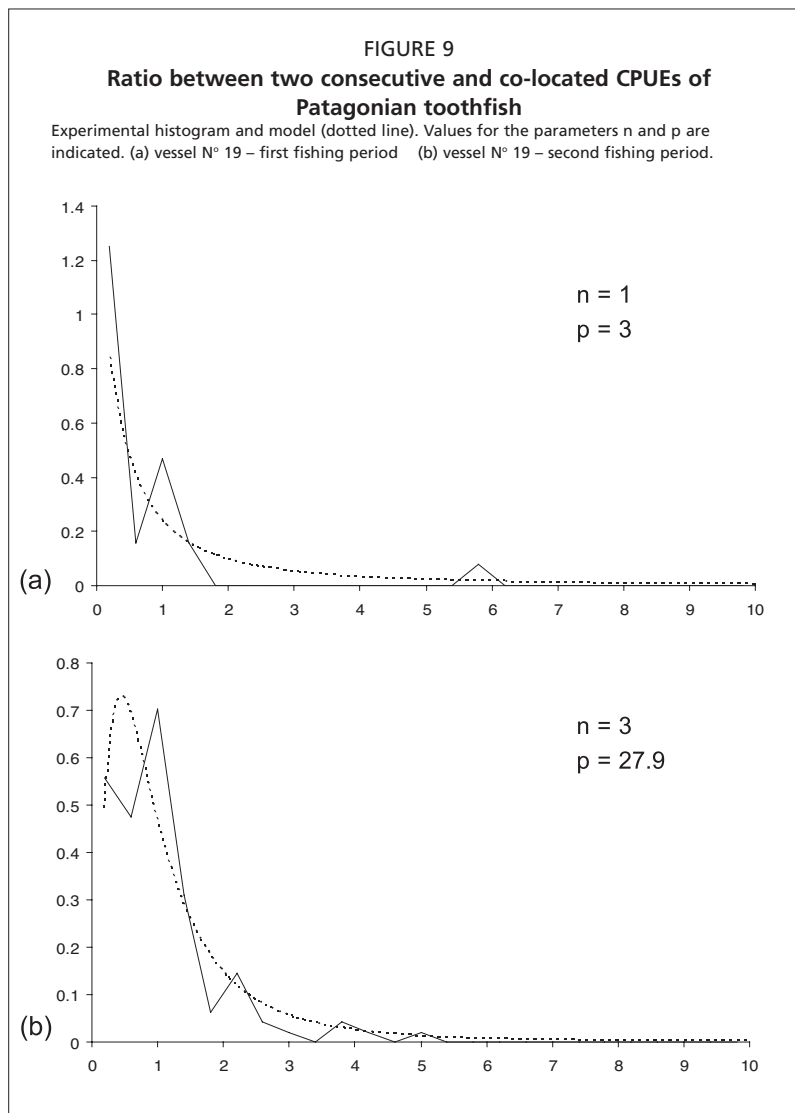 FIGURE 9
Ratio between two consecutive and co-located CPUEs of
Patagonian toothfish
Experimental histogram and model (dotted line). Values for the parameters n and p are
indicated. (a) vessel N° 19 – first fishing period (b) vessel N° 19 – second fishing period.
1.4
1.2
1
0.8
0.6
0.4
0.2
0
n = 1
p = 3
(a)
0 1 2 3 4 5 6 7 8 9 10
0.8
0.7
0.6
0.5
0.4
0.3
0.2
0.1
0
n = 3
p = 27.9
(b)
0 1 2 3 4 5 6 7 8 9 10